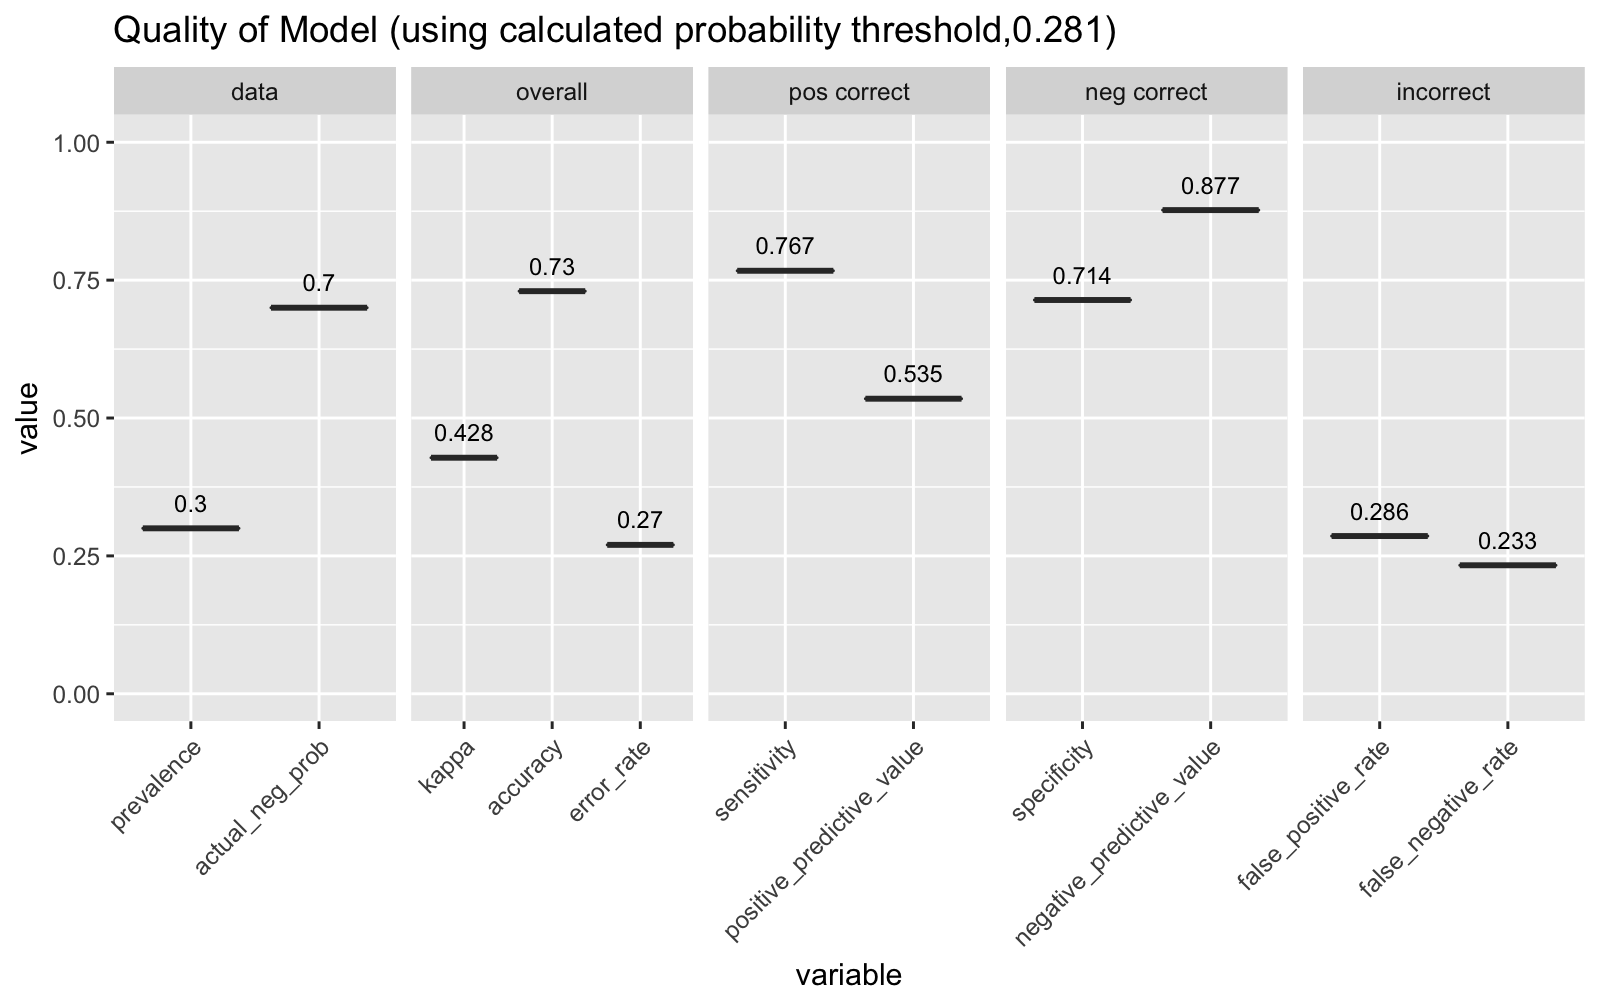 Quality of Model (using calculated probability threshold,0.281)
data
overall
pos correct
neg correct
incorrect
value
1.00
0.75
0.50
0.25
0.00
0.3
0.7
0.428
0.73
0.27
0.767
0.535
0.714
0.877
0.286
0.233
prevalence
actual_neg_prob
kappa
accuracy
error_rate
sensitivity
positive_predictive_value
specificity
negative_predictive_value
false_positive_rate
false_negative_rate
variable